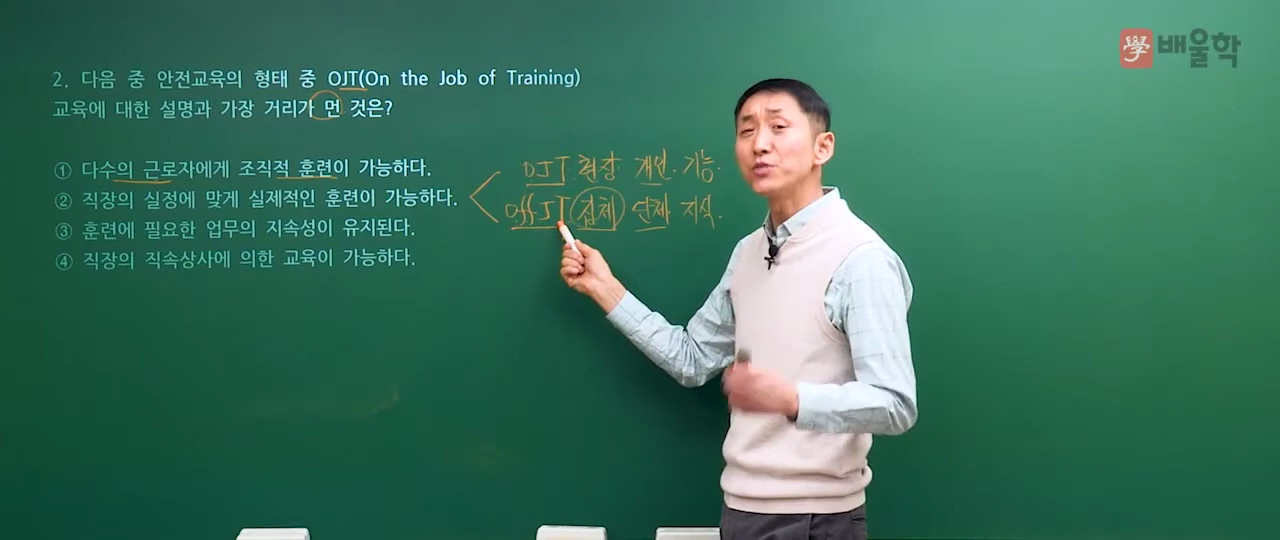 學 배울학
2. 다음 중 안전교육의 형태 중 OJT(On the Job of Training)
교육에 대한 설명과 가장 거리가 먼 것은?
① 다수의 근로자에게 조직적 훈련이 가능하다.
② 직장의 실정에 맞게 실제적인 훈련이 가능하다.
③ 훈련에 필요한 업무의 지속성이 유지된다.
④ 직장의 직속상사에 의한 교육이 가능하다.
OJT 현장. 개인. 기능.
Off.JT 집체 단체 지식.